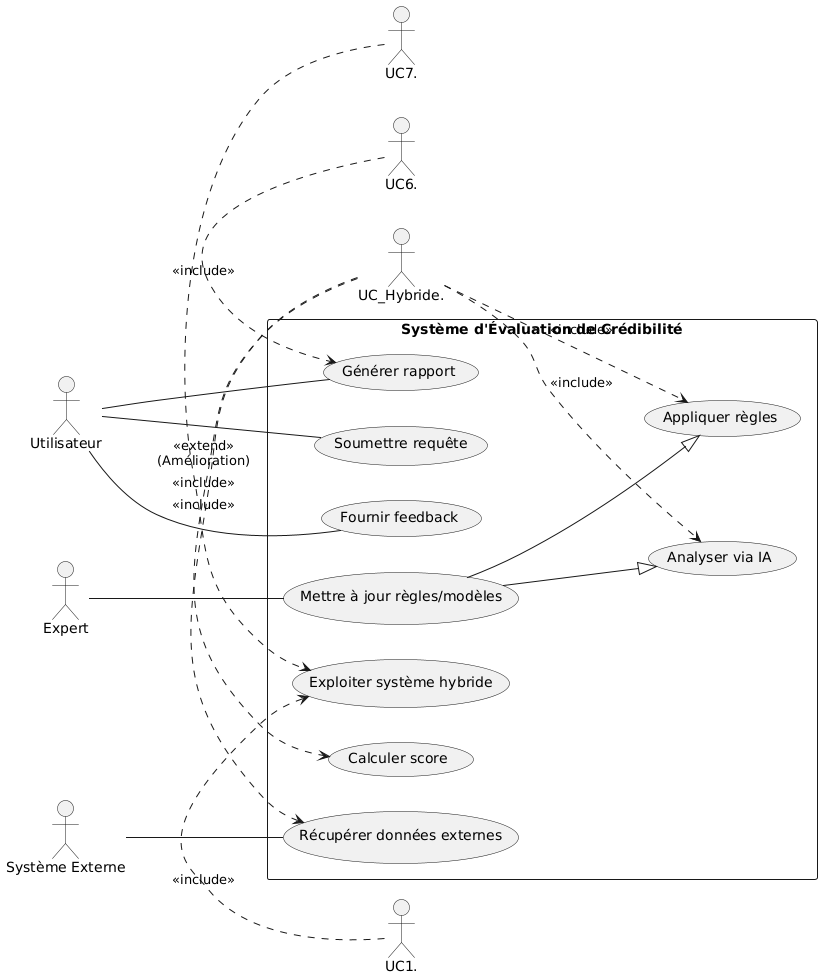 UC7.
UC6.
«include»
UC_Hybride.
Système d'Évaluation de Crédibilité
«include»
Générer rapport
«include»
Appliquer règles
Utilisateur
«extend»
(Amélioration)
Soumettre requête
«include»
«include»
Fournir feedback
Analyser via IA
Expert
Mettre à jour règles/modèles
Exploiter système hybride
Calculer score
Système Externe
Récupérer données externes
«include»
UC1.